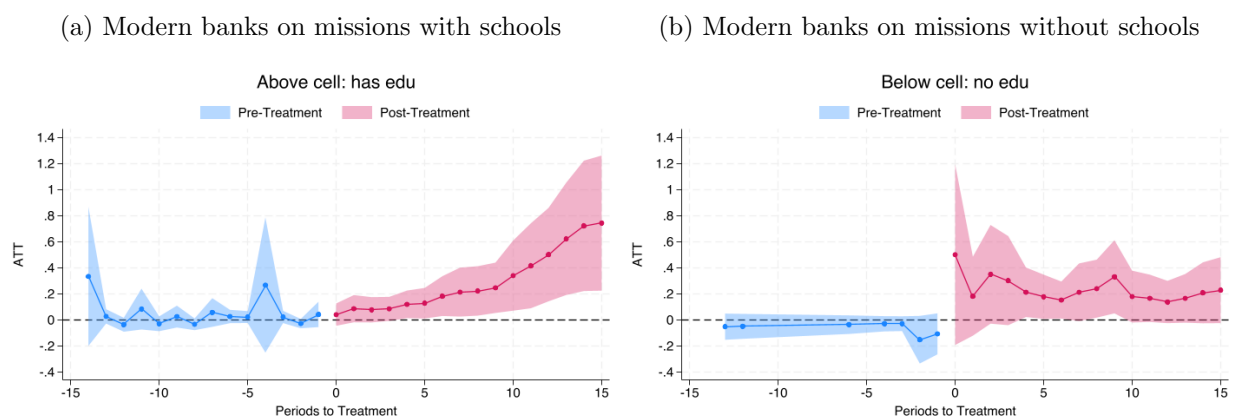 (a) Modern banks on missions with schools
Above cell: has edu
Pre-Treatment Post-Treatment
1.4
1.2
1
.8
.6
.4
.2
0
-.2
-.4
ATT
-15 -10 -5 0 5 10 15
Periods to Treatment
(b) Modern banks on missions without schools
Below cell: no edu
Pre-Treatment Post-Treatment
1.4
1.2
1
.8
.6
.4
.2
0
-.2
-.4
ATT
-15 -10 -5 0 5 10 15
Periods to Treatment